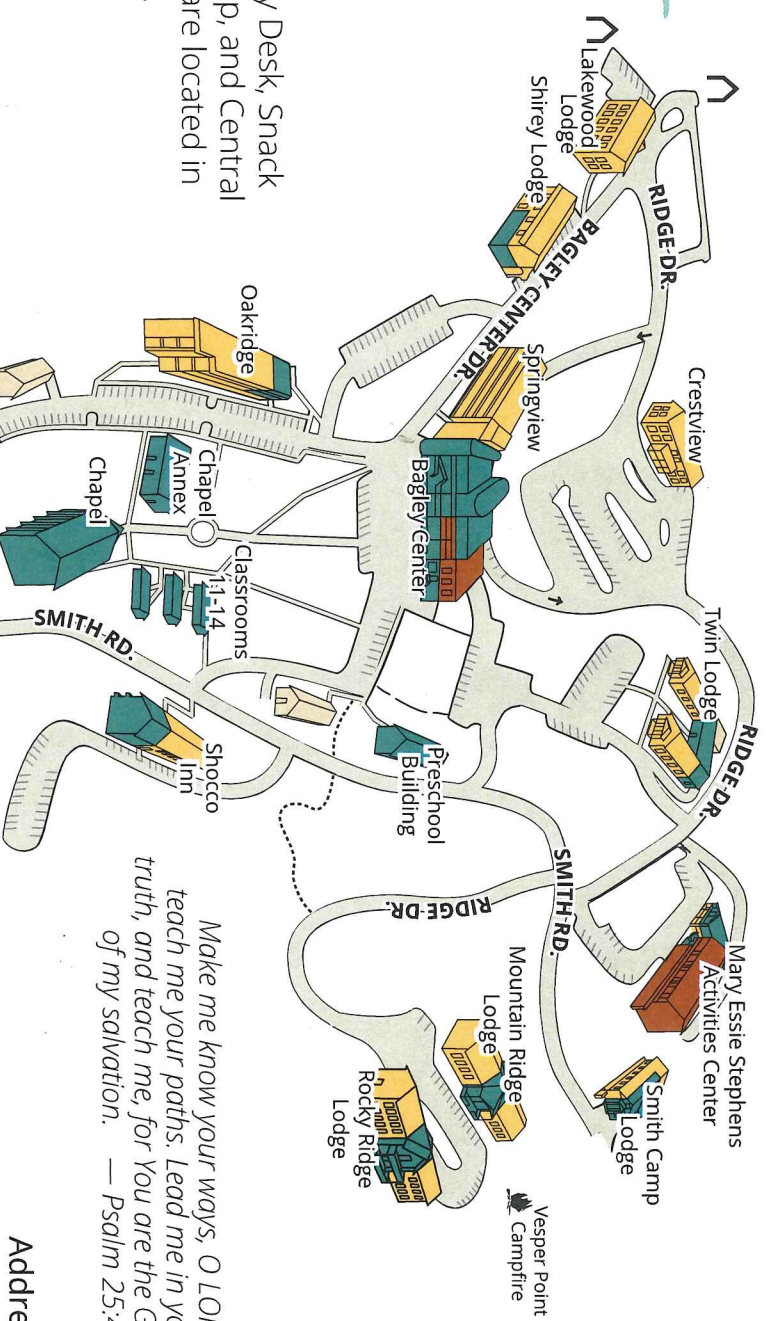 y Desk, Snack
p, and Central
are located in
Lakewood
Lodge
Shirey Lodge
RIDGE DR.
BAGLEY CENTER DR.
Springview
Crestview
Oakridge
Bagley Center
Chapel
Annex
Chapel
Classrooms
11-14
SMITH RD.
Twin Lodge
RIDGE DR.
Shocco
Inn
Preschool
Building
SMITH RD.
RIDGE DR.
Mary Essie Stephens
Activities Center
Mountain Ridge
Lodge
Rocky Ridge
Lodge
Smith Camp
Lodge
Vesper Point
Campfire
Make me know your ways, O LO
teach me your paths. Lead me in yo
truth, and teach me, for You are the G
of my salvation. — Psalm 25:4
Addre